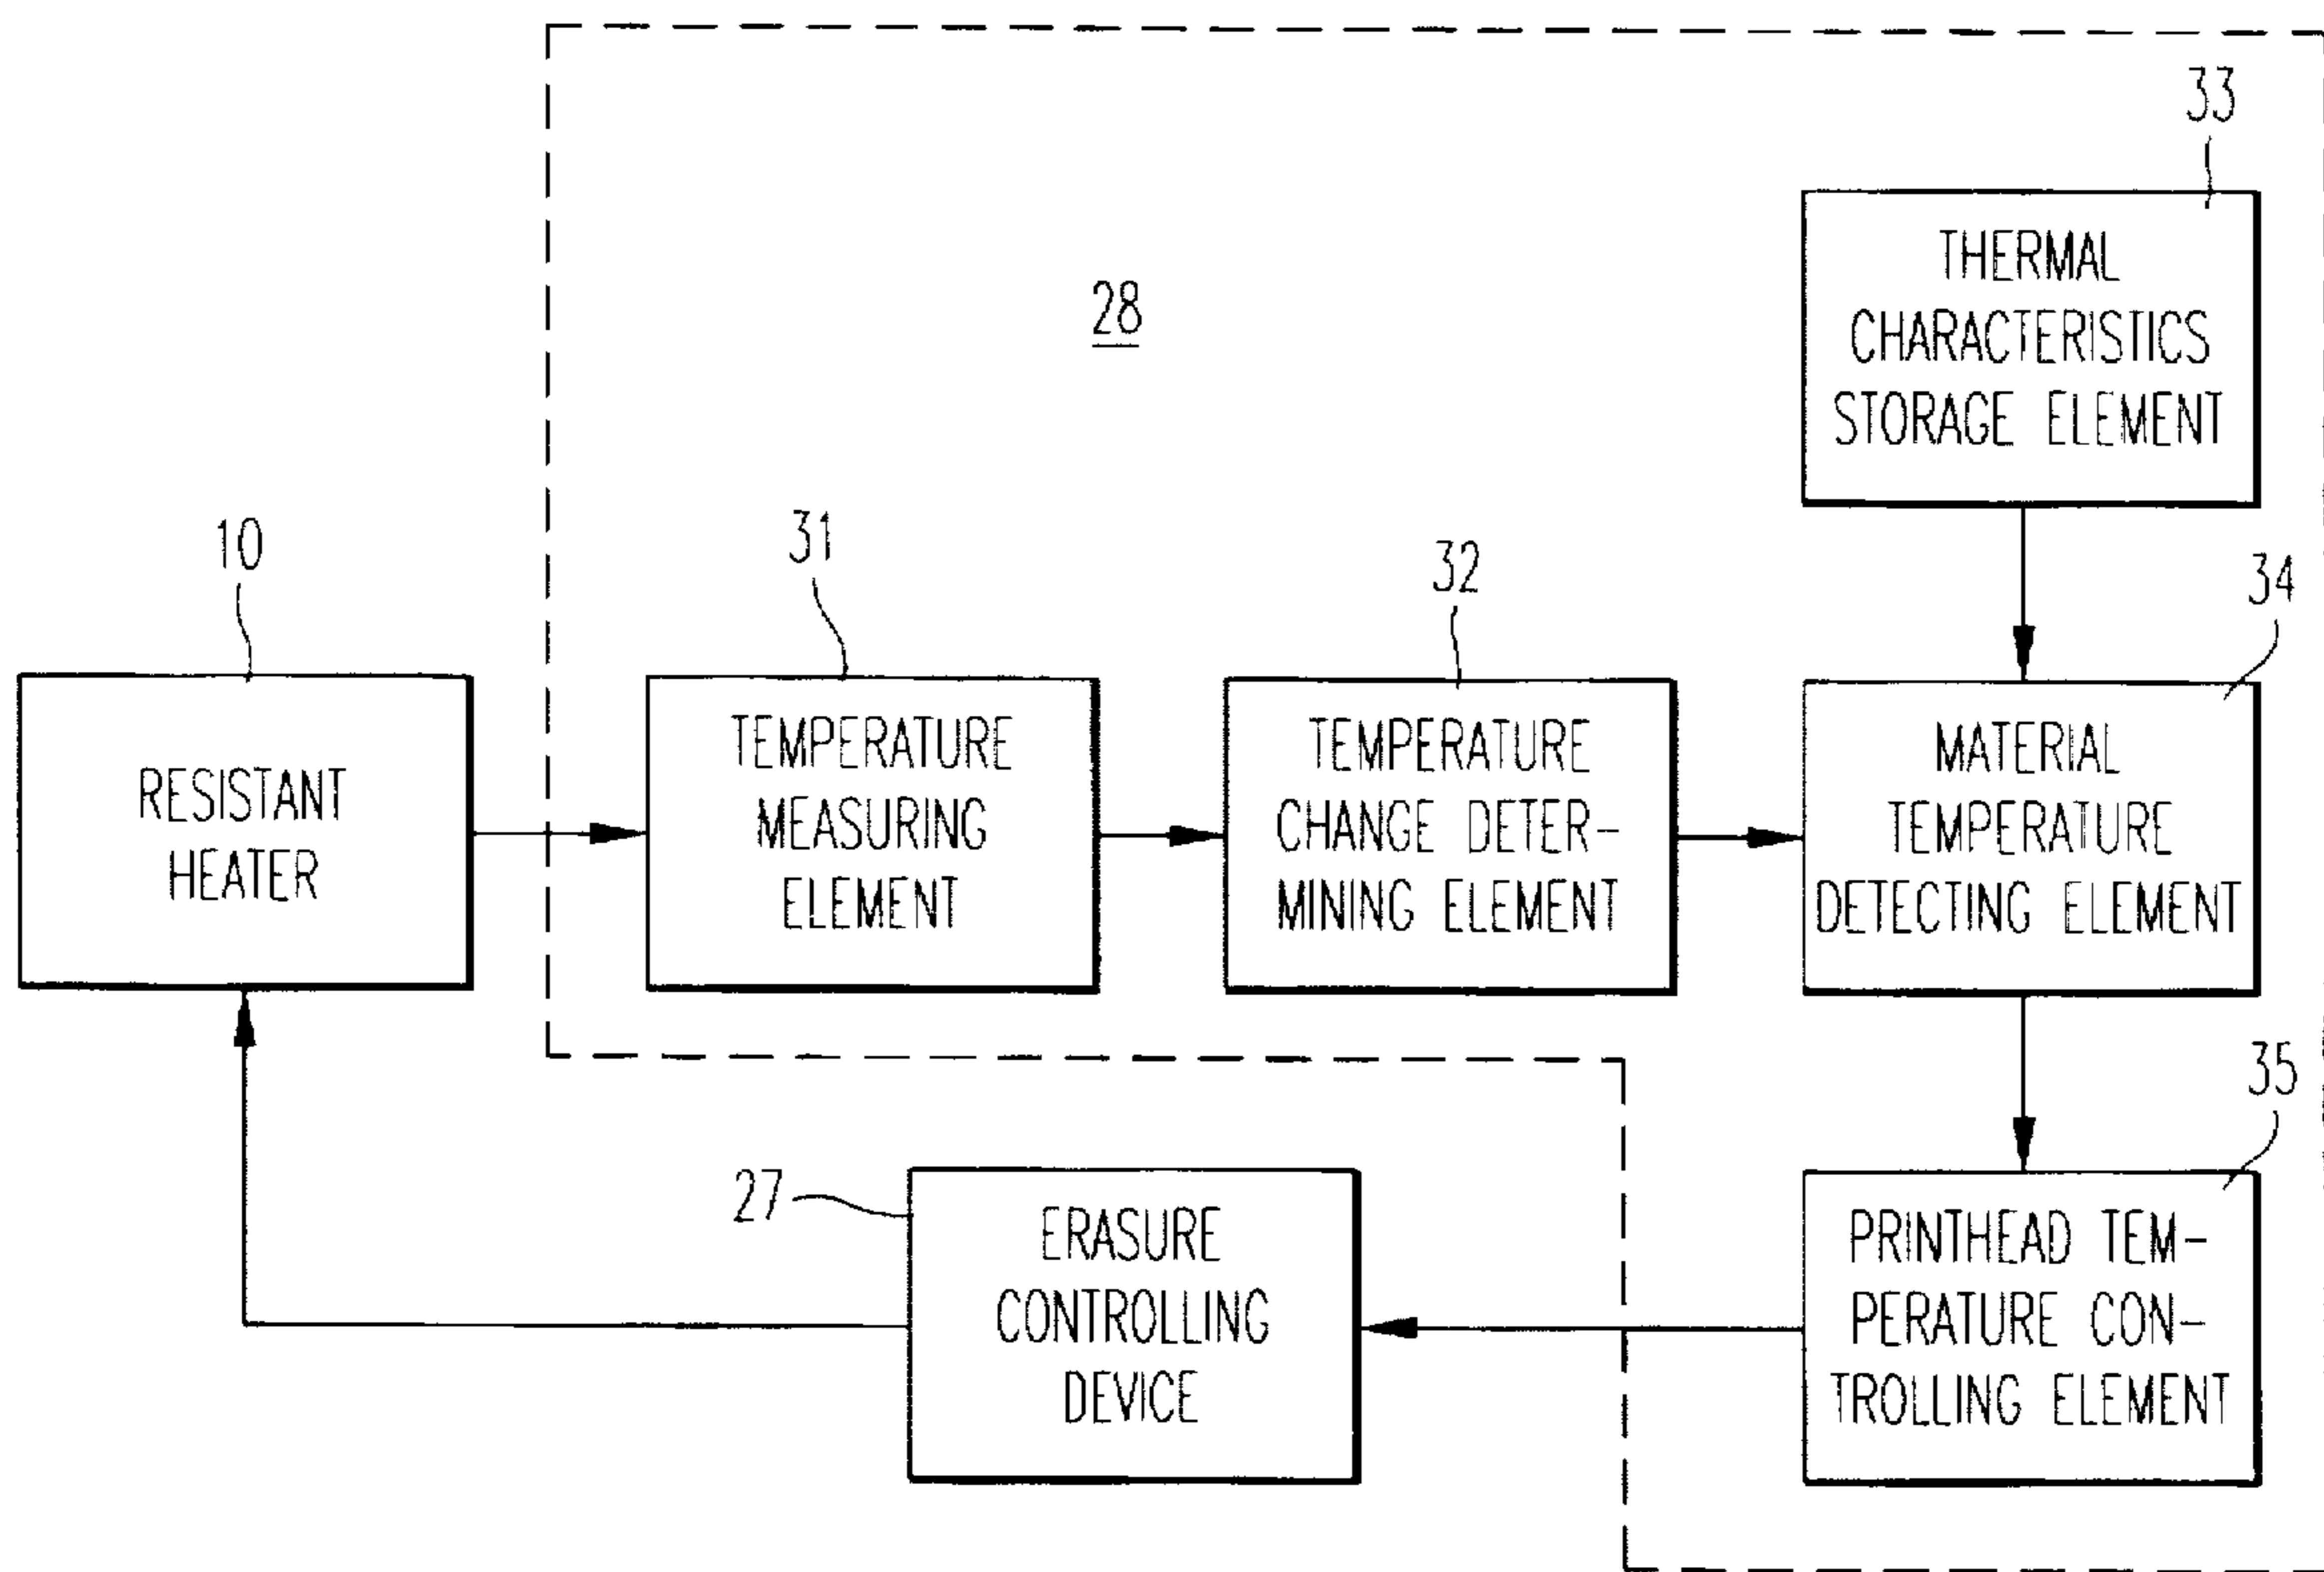 33
THERMAL
CHARACTERISTICS
STORAGE ELEMENT
28
10
RESISTANT
HEATER
31
TEMPERATURE
MEASURING
ELEMENT
32
TEMPERATURE
CHANGE DETER-
MINING ELEMENT
34
MATERIAL
TEMPERATURE
DETECTING ELEMENT
35
PRINTHEAD TEM-
PERATURE CON-
TROLLING ELEMENT
27
ERASURE
CONTROLLING
DEVICE